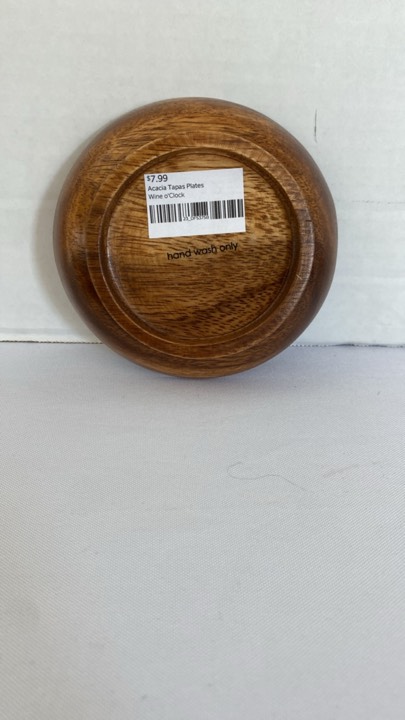 $7.99
Acacia Tapas Plates
Wine o'Clock
hand wash only